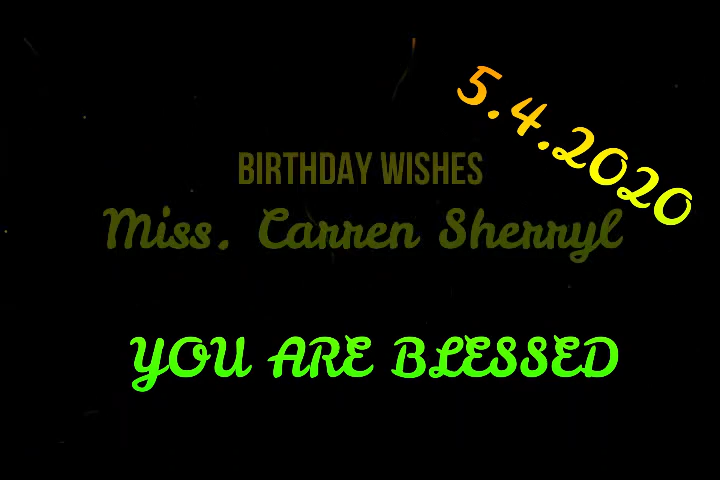 5.4.2020
BIRTHDAY WISHES
Miss. Carren Sherryl
YOU ARE BLESSED